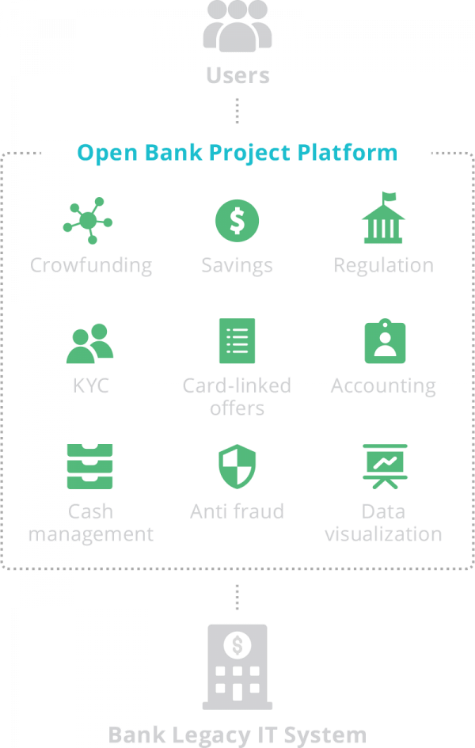 Users
Open Bank Project Platform
Crowfunding
Savings
Regulation
KYC
Card-linked
offers
Accounting
Cash
management
Anti fraud
Data
visualization
Bank Legacy IT System